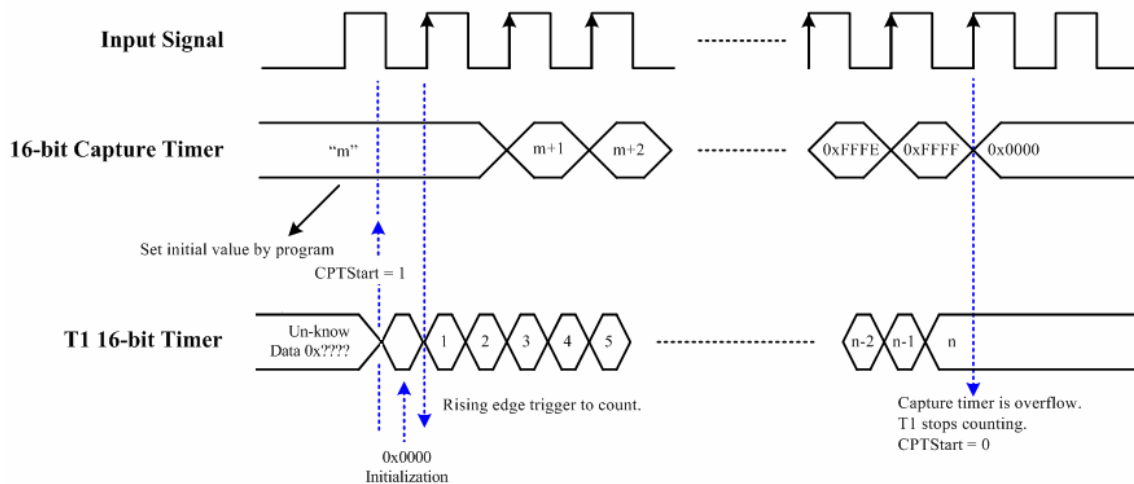 Input Signal
16-bit Capture Timer
"m"
m+1
m+2
0xFFFE
0xFFFF
0x0000
Set initial value by program
CPTStart = 1
T1 16-bit Timer
Un-know
Data 0x????
1
2
3
4
5
n-2
n-1
n
Rising edge trigger to count.
0x0000
Initialization
Capture timer is overflow.
T1 stops counting.
CPTStart = 0